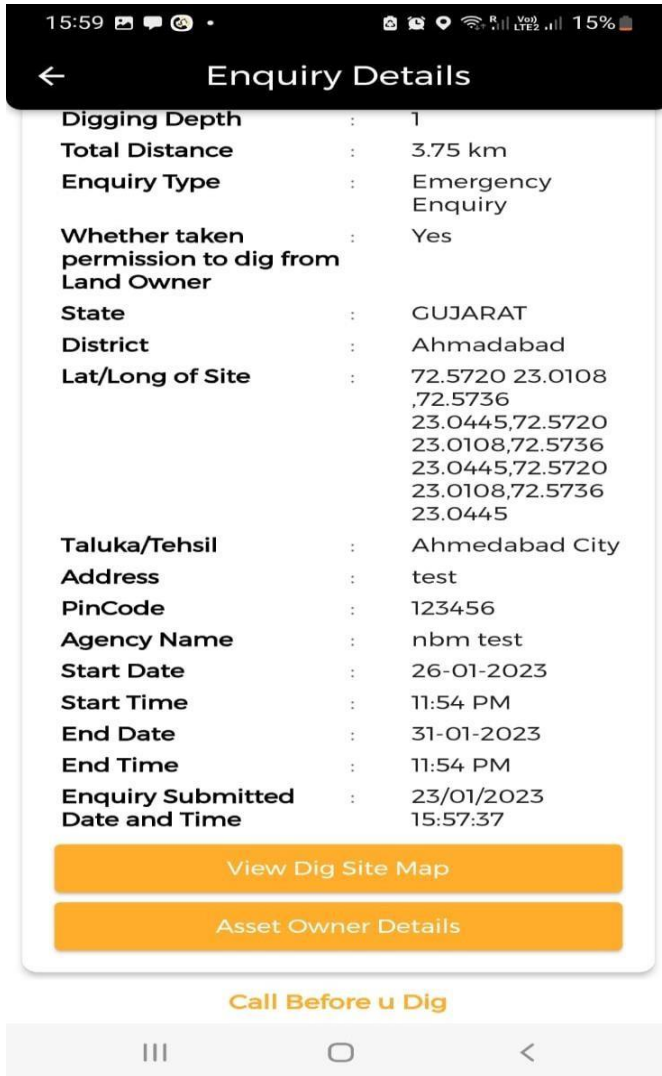 15:59 15%
Enquiry Details
Digging Depth : 1
Total Distance : 3.75 km
Enquiry Type : Emergency
Enquiry
Whether taken : Yes
permission to dig from
Land Owner
State : GUJARAT
District : Ahmadabad
Lat/Long of Site : 72.5720 23.0108
,72.5736
23.0445,72.5720
23.0108,72.5736
23.0445,72.5720
23.0108,72.5736
23.0445
Taluka/Tehsil : Ahmedabad City
Address : test
PinCode : 123456
Agency Name : nbm test
Start Date : 26-01-2023
Start Time : 11:54 PM
End Date : 31-01-2023
End Time : 11:54 PM
Enquiry Submitted : 23/01/2023
Date and Time 15:57:37
View Dig Site Map
Asset Owner Details
Call Before u Dig